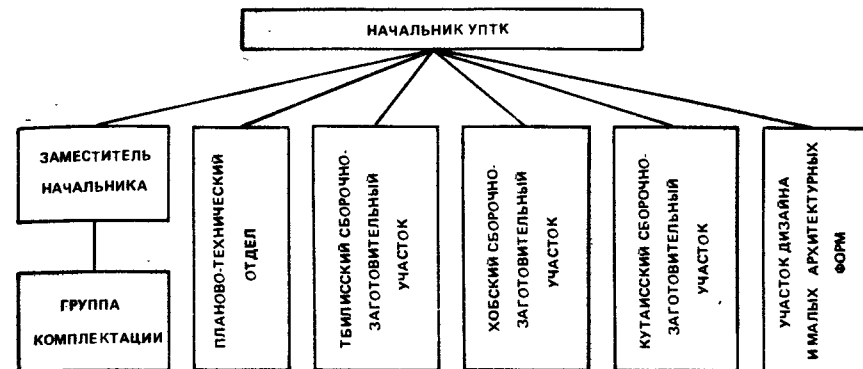 НАЧАЛЬНИК УПТК
ЗАМЕСТИТЕЛЬ
НАЧАЛЬНИКА
ГРУППА
КОМПЛЕКТАЦИИ
ПЛАНОВО-ТЕХНИЧЕСКИЙ
ОТДЕЛ
ТБИЛИССКИЙ СБОРОЧНО-
ЗАГОТОВИТЕЛЬНЫЙ
УЧАСТОК
ХОБСКИЙ СБОРОЧНО-
ЗАГОТОВИТЕЛЬНЫЙ
УЧАСТОК
КУТАИССКИЙ СБОРОЧНО-
ЗАГОТОВИТЕЛЬНЫЙ
УЧАСТОК
УЧАСТОК ДИЗАЙНА
И МАЛЫХ АРХИТЕКТУРНЫХ
ФОРМ